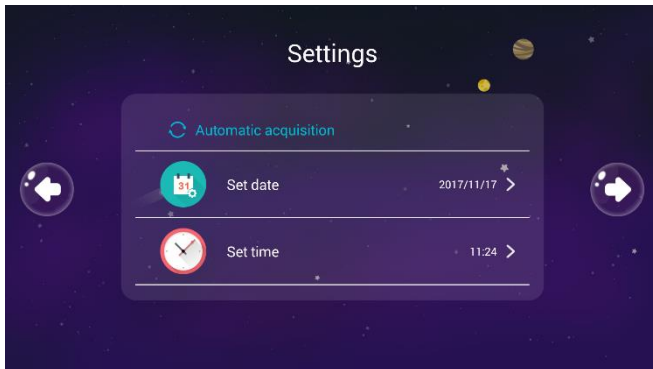 Settings
Automatic acquisition
31
Set date 2017/11/17
Set time 11:24